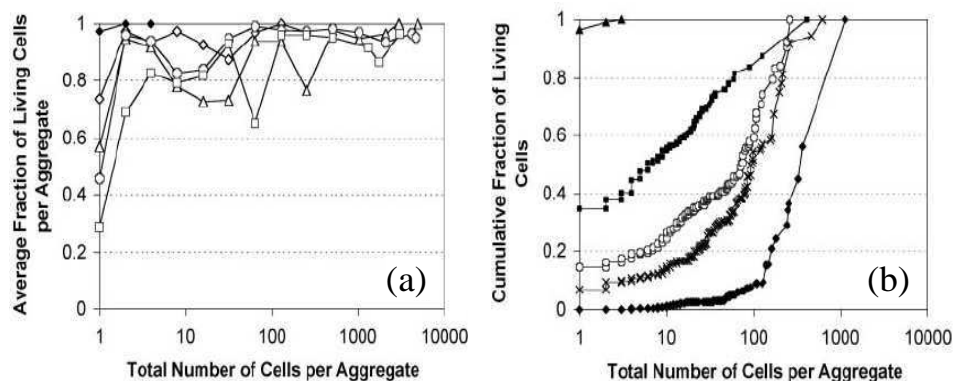 Average Fraction of Living Cells
per Aggregate
1
0.8
0.6
0.4
0.2
0
1 10 100 1000 10000
Total Number of Cells per Aggregate
(a)
Cumulative Fraction of Living
Cells
1
0.8
0.6
0.4
0.2
0
1 10 100 1000 10000
Total Number of Cells per Aggregate
(b)